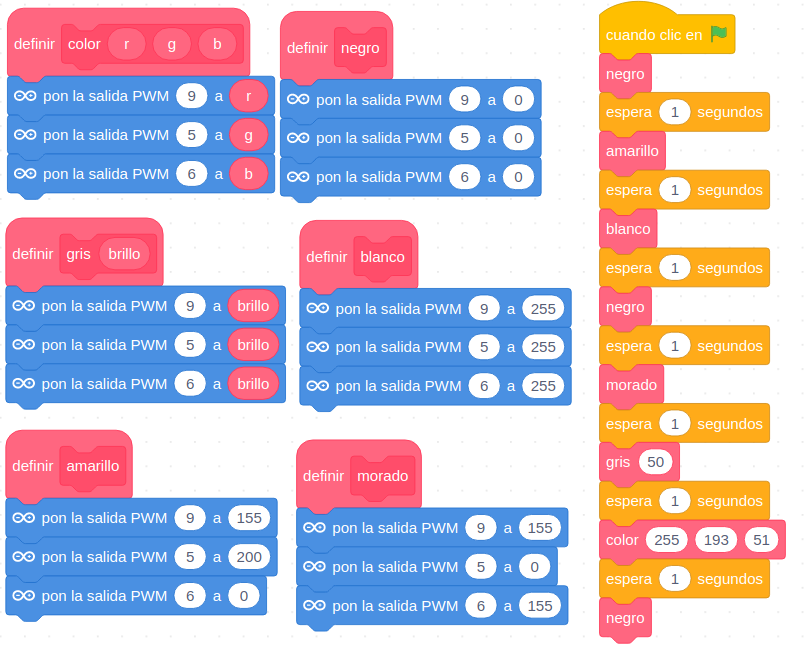 definir color r g b
pon la salida PWM 9 a r
pon la salida PWM 5 a g
pon la salida PWM 6 a b
definir negro
pon la salida PWM 9 a 0
pon la salida PWM 5 a 0
pon la salida PWM 6 a 0
definir gris brillo
pon la salida PWM 9 a brillo
pon la salida PWM 5 a brillo
pon la salida PWM 6 a brillo
definir blanco
pon la salida PWM 9 a 255
pon la salida PWM 5 a 255
pon la salida PWM 6 a 255
definir amarillo
pon la salida PWM 9 a 155
pon la salida PWM 5 a 200
pon la salida PWM 6 a 0
definir morado
pon la salida PWM 9 a 155
pon la salida PWM 5 a 0
pon la salida PWM 6 a 155
cuando clic en
negro
espera 1 segundos
amarillo
espera 1 segundos
blanco
espera 1 segundos
negro
espera 1 segundos
morado
espera 1 segundos
gris 50
espera 1 segundos
color 255 193 51
espera 1 segundos
negro